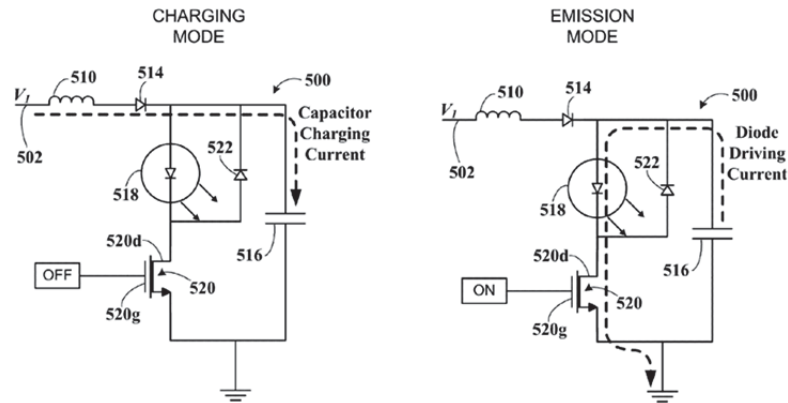 CHARGING
MODE
510
514
500
V1
502
Capacitor
Charging
Current
522
518
516
520d
OFF
520
520g
EMISSION
MODE
510
514
500
V1
502
Diode
Driving
Current
522
518
516
520d
ON
520
520g